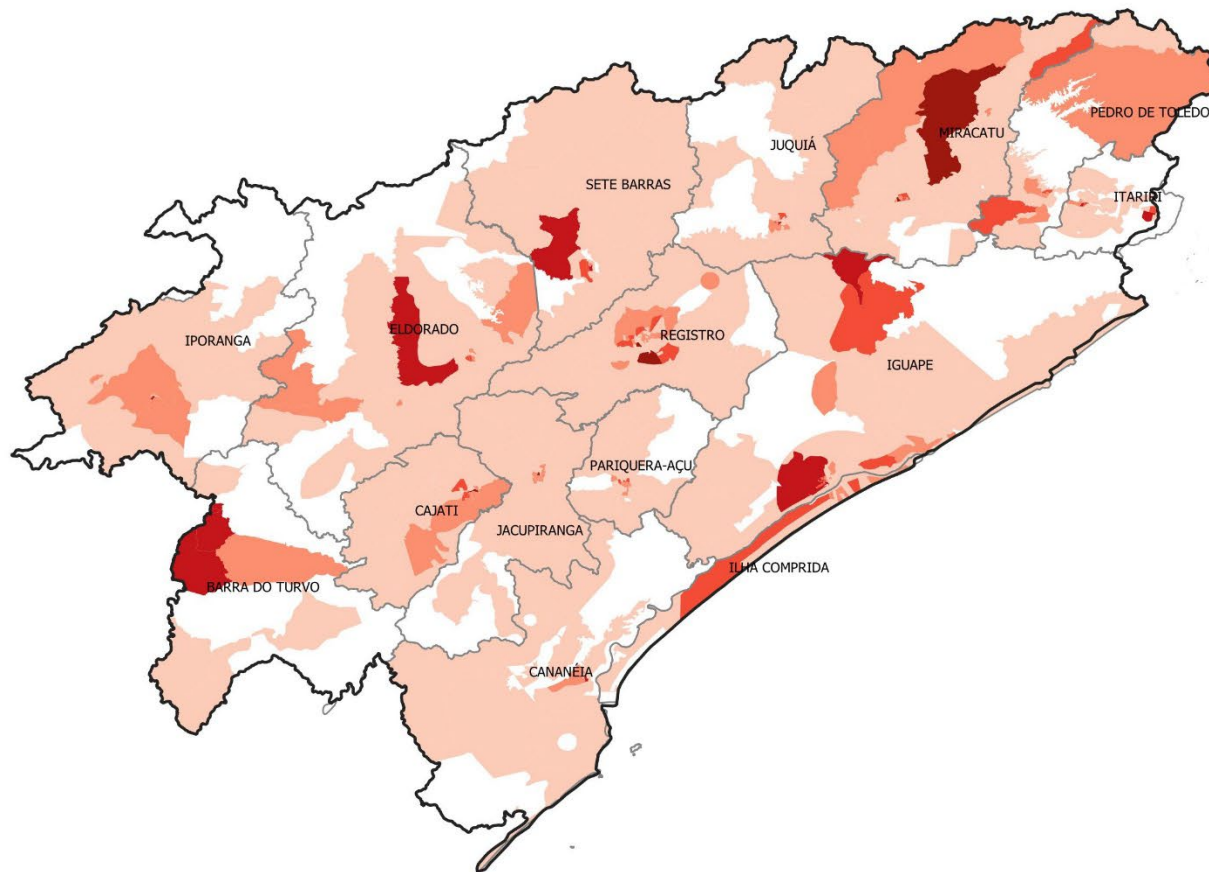 PEDRO DE TOLEDO
MIRACATU
JUQUIÁ
SETE BARRAS
ITARIRI
ELDORADO
REGISTRO
IPORANGA
IGUAPE
PARIQUERA-AÇU
CAJATI
JACUPIRANGA
ILHA COMPRIDA
BARRA DO TURVO
CANANÉIA